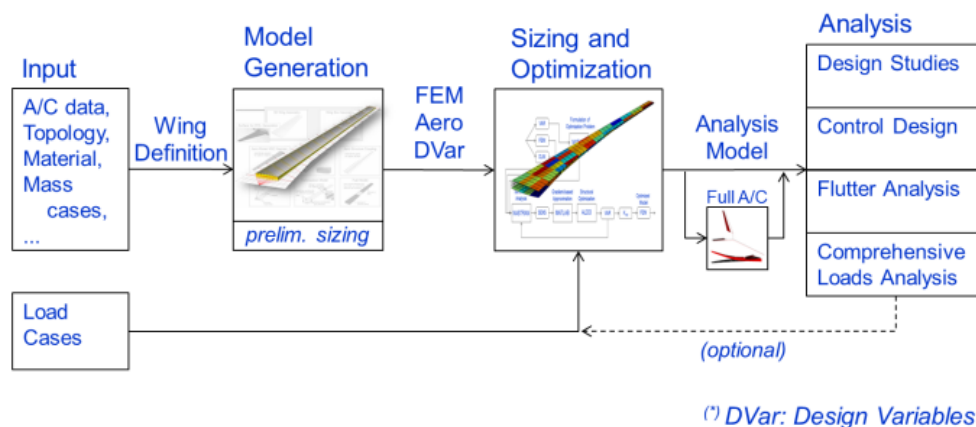 Input
A/C data,
Topology,
Material,
Mass
cases,
...
Wing
Definition
Model
Generation
prelim. sizing
FEM
Aero
DVar
Sizing and
Optimization
Analysis
Model
Full A/C
Analysis
Design Studies
Control Design
Flutter Analysis
Comprehensive
Loads Analysis
Load
Cases
(optional)
(*) DVar: Design Variables